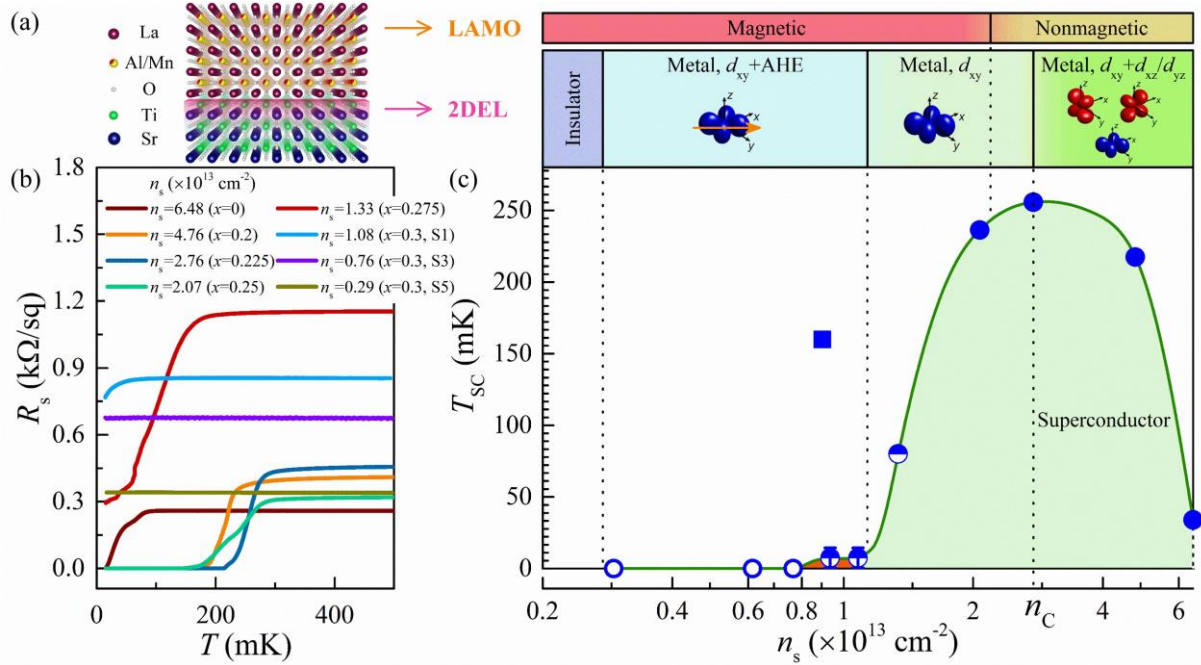 (a)
La
Al/Mn
O
Ti
Sr
LAMO
2DEL
(b)
n_s (×10^13 cm^-2)
n_s=6.48 (x=0)
n_s=4.76 (x=0.2)
n_s=2.76 (x=0.225)
n_s=2.07 (x=0.25)
n_s=1.33 (x=0.275)
n_s=1.08 (x=0.3, S1)
n_s=0.76 (x=0.3, S3)
n_s=0.29 (x=0.3, S5)
R_s (kΩ/sq)
1.8
1.5
1.2
0.9
0.6
0.3
0.0
0
200
400
T (mK)
(c)
Magnetic
Nonmagnetic
Insulator
Metal, d_xy+AHE
Metal, d_xy
Metal, d_xy+d_xz/d_yz
z
x
y
z
x
y
z
x
y
z
x
y
z
x
y
T_SC (mK)
250
200
150
100
50
0
Superconductor
0.2
0.4
0.6
0.8
1
2
n_C
4
6
n_s (×10^13 cm^-2)